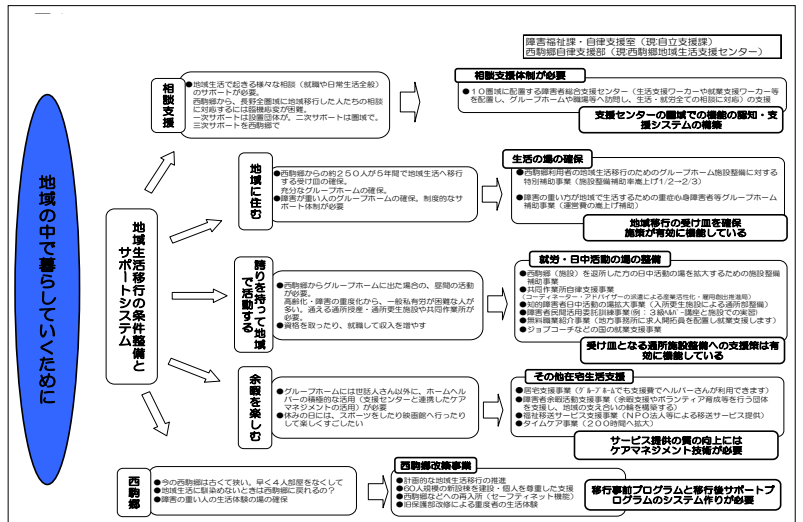 障害福祉課・自律支援室（現:自立支援課）
西駒郷自律支援部（現:西駒郷地域生活支援センター）
地域の中で暮らしていくために
地域生活移行の条件整備と
サポートシステム
相談支援
●地域生活で起きる様々な相談（就職や日常生活全般）
のサポートが必要。
西駒郷から、長野全圏域に地域移行した人たちの相談
に対応するには臨機応変が困難。
一次サポートは設置団体が。二次サポートは圏域で。
三次サポートを西駒郷で
相談支援体制が必要
●１０圏域に配置する障害者総合支援センター（生活支援ワーカーや就業支援ワーカー等
を配置し、グループホームや職場等へ訪問し、生活・就労全ての相談に対応）の支援
支援センターの圏域での機能の認知・支
援システムの構築
地域に住む
●西駒郷からの約２５０人が５年間で地域生活へ移行
する受け皿の確保。
充分なグループホームの確保。
●障害が重い人のグループホームの確保。制度的なサ
ポート体制が必要
生活の場の確保
●西駒郷利用者の地域生活移行のためのグループホーム施設整備に対する
特別補助事業（施設整備補助率嵩上げ1/2→2/3）
●障害の重い方が地域で生活するための重症心身障害者等グループホーム
補助事業（運営費の嵩上げ補助）
地域移行の受け皿を確保
施策が有効に機能している
誇りを持って地域
で活動する
●西駒郷からグループホームに出た場合の、昼間の活動
が必要。
高齢化・障害の重度化から、一般私有労が困難な人が
多い。通える通所授産・通所更生施設や共同作業所が
必要。
●資格を取ったり、就職して収入を増やす
就労・日中活動の場の整備
●西駒郷（施設）を退所した方の日中活動の場を拡大するための施設整備
補助事業
●共同作業所自律支援事業
（コーディネーター・アドバイザーの派遣による産業活性化・雇用創出推進局）
●知的障害者日中活動の場拡大事業（入所更生施設による通所部整備）
●障害者民間活用委託訓練事業(例：３級ﾍﾙﾊﾟｰ講座と施設での実習)
●無料職業紹介事業（地方事務所に求人開拓員を配置し就業支援します）
●ジョブコーチなどの国の就業支援事業
受け皿となる通所施設整備への支援策は有
効に機能している
余暇を楽しむ
●グループホームには世話人さん以外に、ホームヘル
パーの積極的な活用（支援センターと連携したケア
マネジメントの活用）が必要
●休みの日には、スポーツをしたり映画館へ行ったり
して楽しくすごしたい
その他在宅生活支援
●居宅支援事業（ｸﾞﾙｰﾌﾟﾎｰﾑでも支援費でヘルパーさんが利用できます）
●障害者余暇活動支援事業（余暇支援やボランティア育成等を行う団体
を支援し、地域の支え合いの輪を構築する）
●福祉移送サービス支援事業（ＮＰＯ法人等による移送サービス提供）
●タイムケア事業（２００時間へ拡大）
サービス提供の質の向上には
ケアマネジメント技術が必要
西駒郷
●今の西駒郷は古くて狭い。早く４人部屋をなくして
●地域生活に馴染めないときは西駒郷に戻れるの？
●障害の重い人の生活体験の場の確保
西駒郷改築事業
●計画的な地域生活移行の推進
●60人規模の新設棟を建設・個人を尊重した支援
●西駒郷などへの再入所（セーフティネット機能）
●旧保護部改修による重度者の生活体験
移行事前プログラムと移行後サポートプ
ログラムのシステム作りが必要